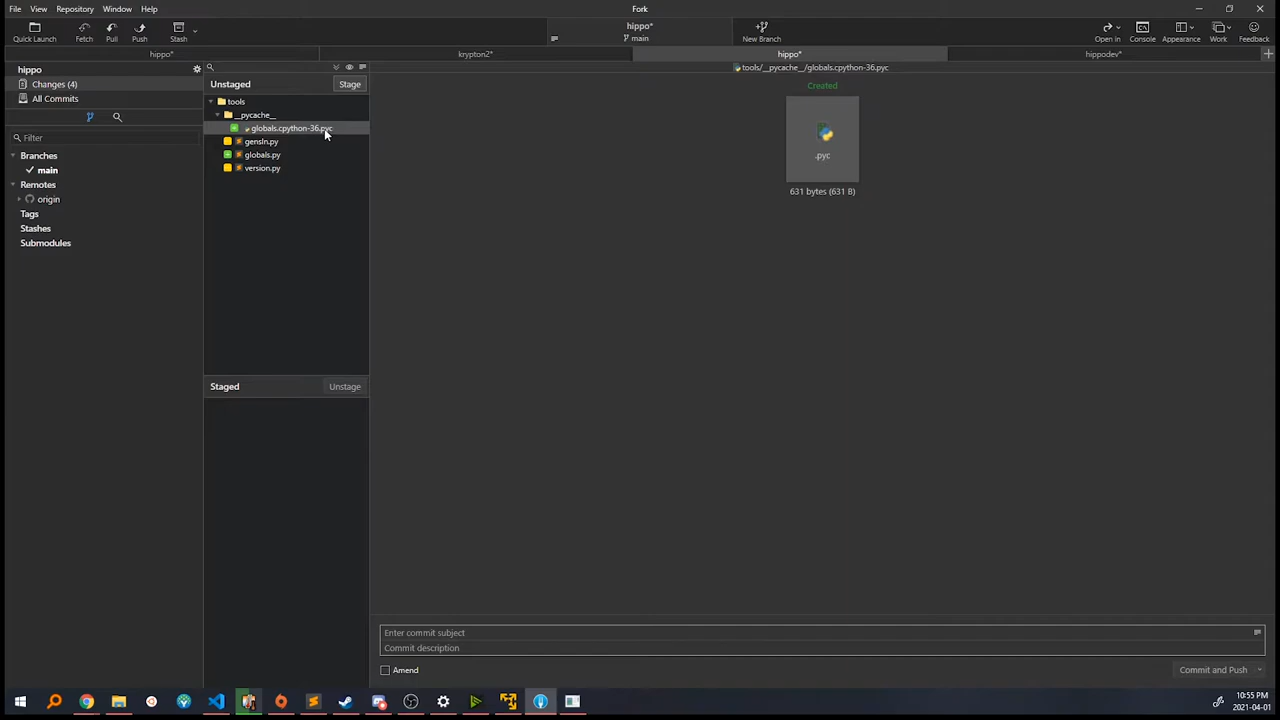 File View Repository Window Help
Fork
Quick Launch
Fetch
Pull
Push
Stash
hippo*
main
New Branch
Open in
Console
Appearance
Work
Feedback
hippo*
krypton2*
hippo*
hippodev*
hippo
Changes (4)
All Commits
Filter
Branches
main
Remotes
origin
Tags
Stashes
Submodules
Unstaged
Stage
tools
__pycache__
globals.cpython-36.pyc
gensln.py
globals.py
version.py
Staged
Unstage
tools/__pycache__/globals.cpython-36.pyc
Created
.pyc
631 bytes (631 B)
Enter commit subject
Commit description
Amend
Commit and Push
10:55 PM
2021-04-01